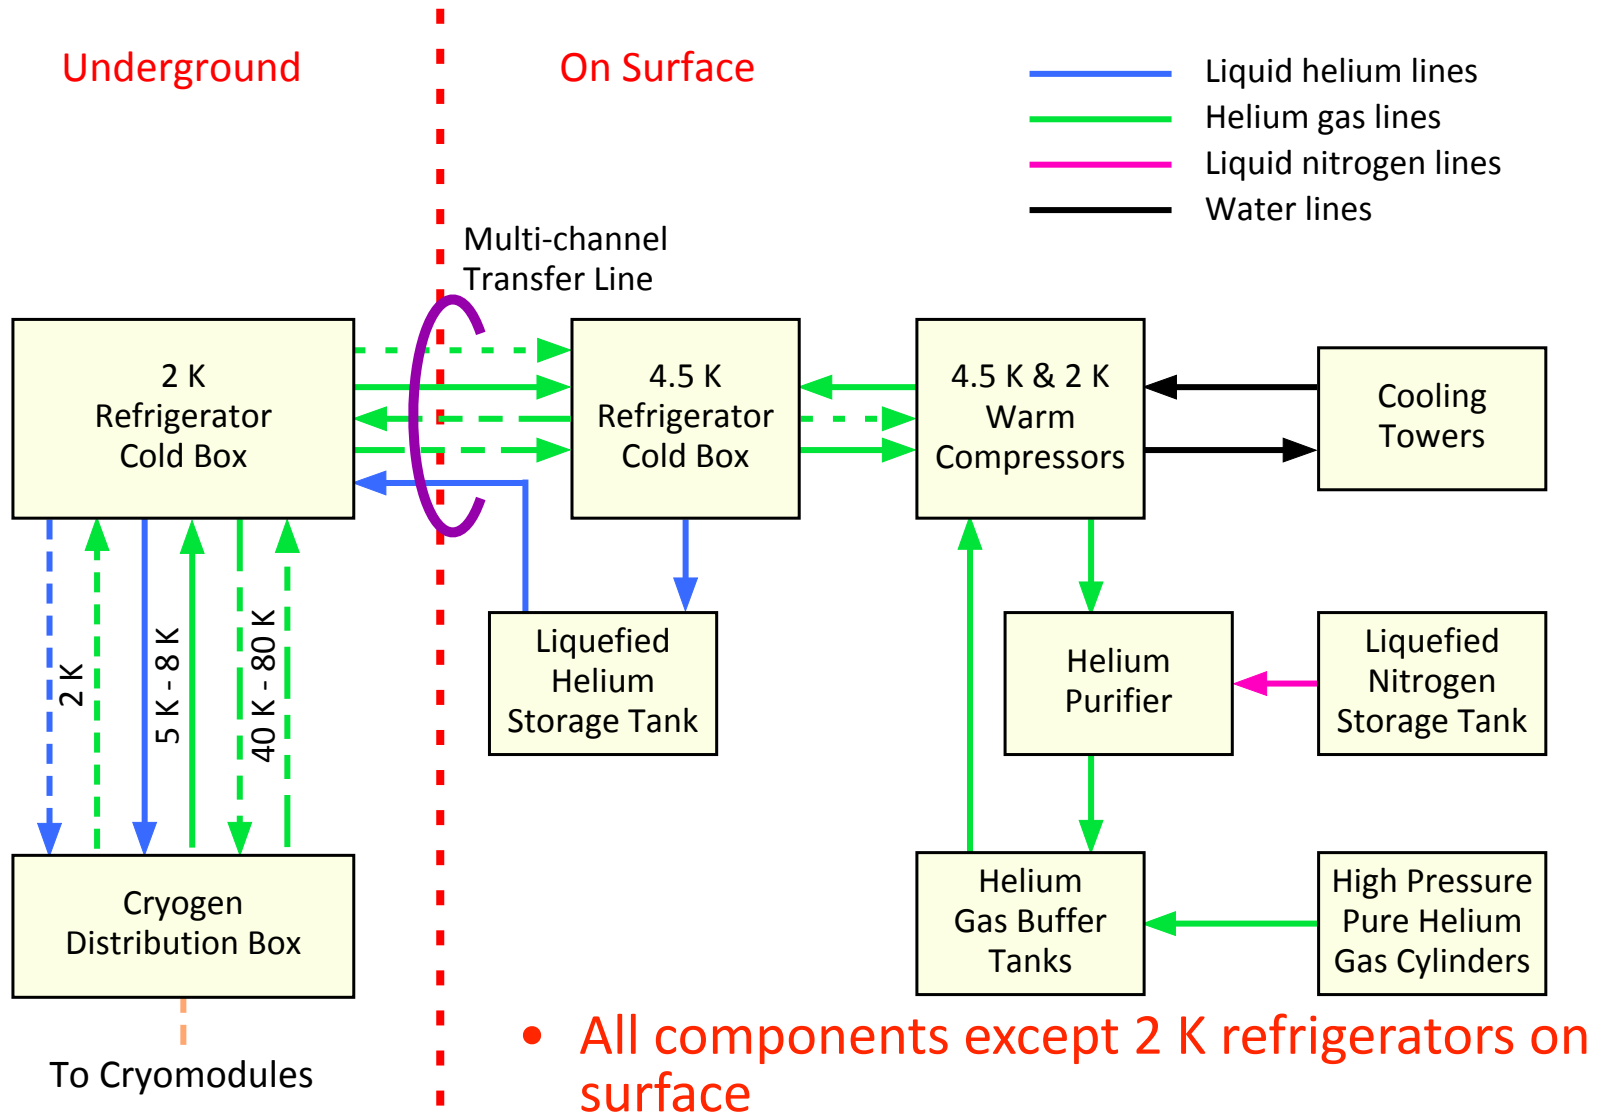 Underground
On Surface
Liquid helium lines
Helium gas lines
Liquid nitrogen lines
Water lines
Multi-channel
Transfer Line
2 K
Refrigerator
Cold Box
4.5 K
Refrigerator
Cold Box
4.5 K & 2 K
Warm
Compressors
Cooling
Towers
2 K
5 K - 8 K
40 K - 80 K
Liquefied
Helium
Storage Tank
Helium
Purifier
Liquefied
Nitrogen
Storage Tank
Cryogen
Distribution Box
Helium
Gas Buffer
Tanks
High Pressure
Pure Helium
Gas Cylinders
To Cryomodules
• All components except 2 K refrigerators on
surface